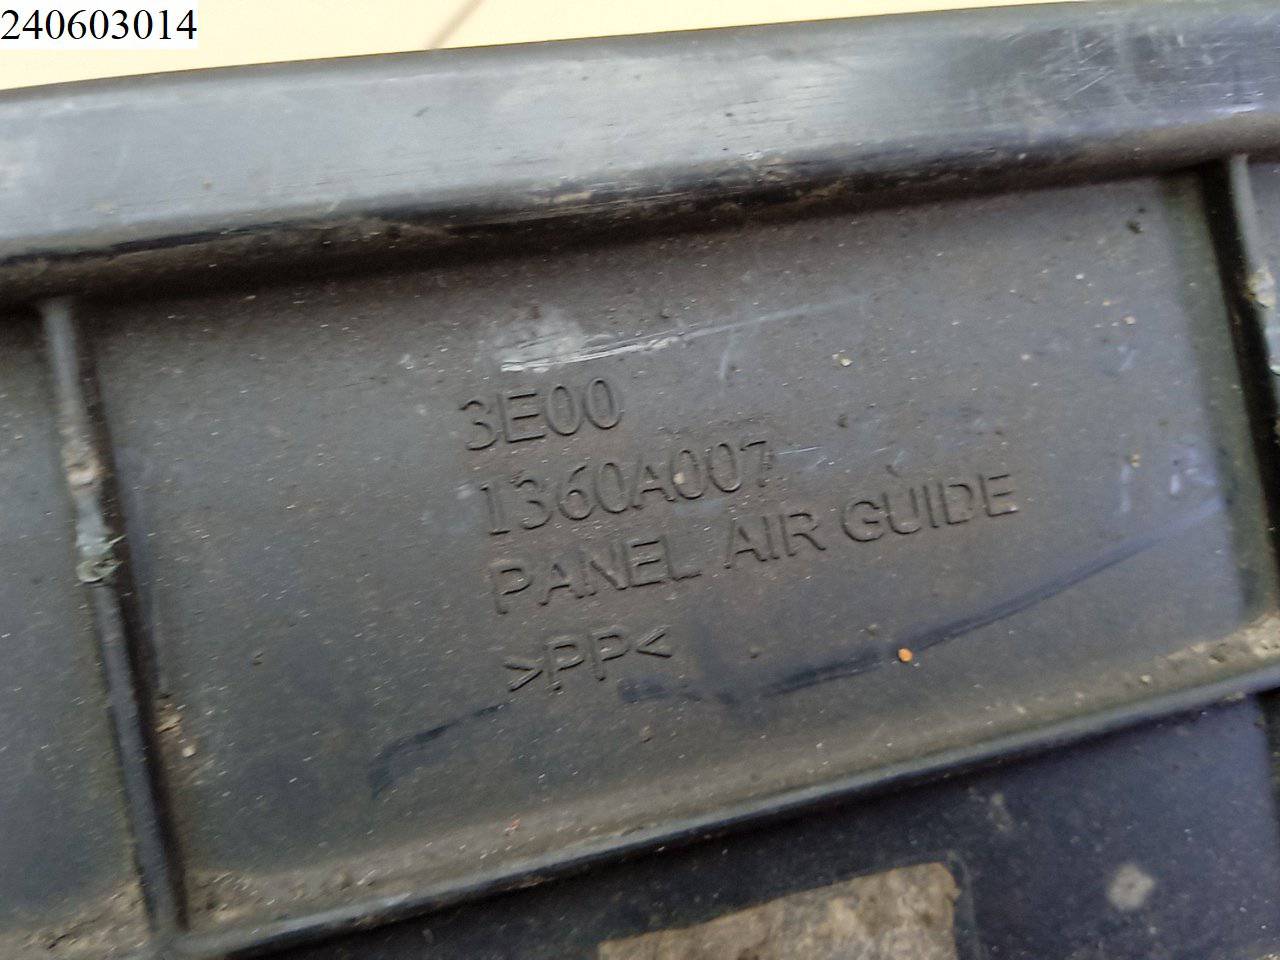 240603014
3E00
1360A007
PANEL AIR GUIDE
>PP<